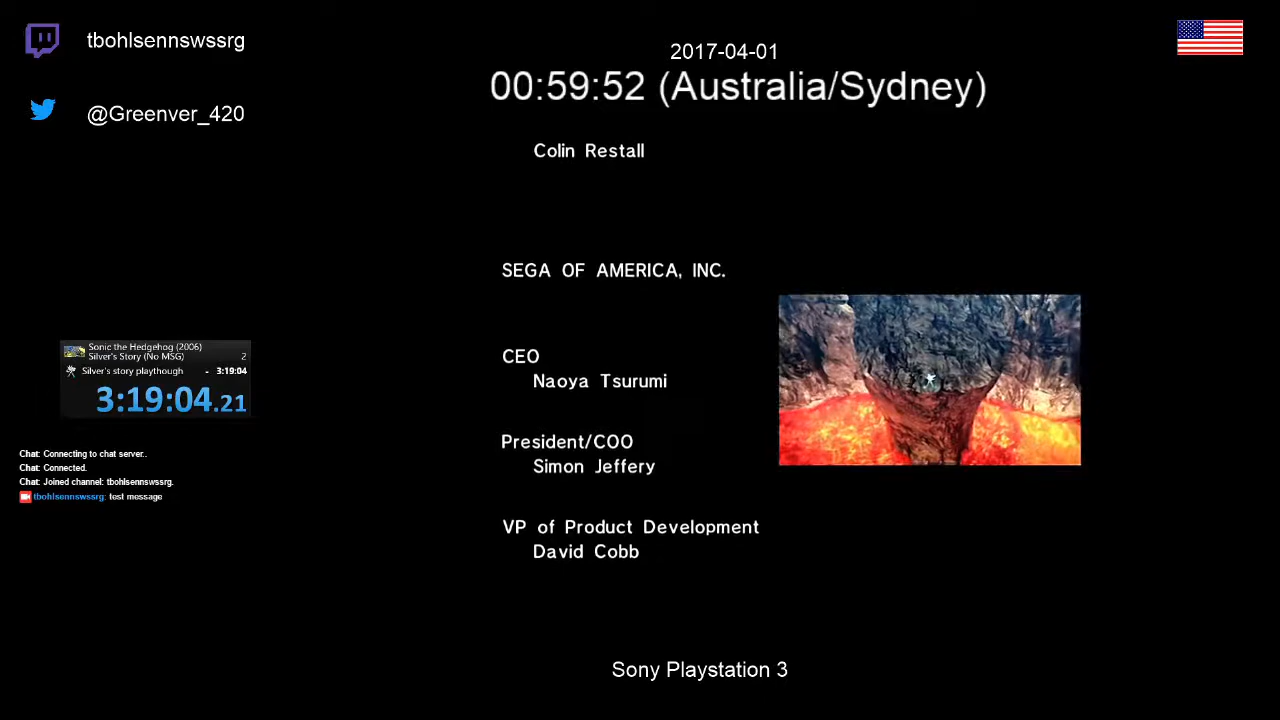 tbohlsennswssrg
@Greenver_420
2017-04-01
00:59:52 (Australia/Sydney)
Colin Restall
SEGA OF AMERICA, INC.
CEO
Naoya Tsurumi
President/COO
Simon Jeffery
VP of Product Development
David Cobb
Sonic the Hedgehog (2006)
Silver's Story (No MSG) 2
Silver's story playthough - 3:19:04
3:19:04.21
Chat: Connecting to chat server..
Chat: Connected.
Chat: Joined channel: tbohlsennswssrg.
tbohlsennswssrg: test message
Sony Playstation 3